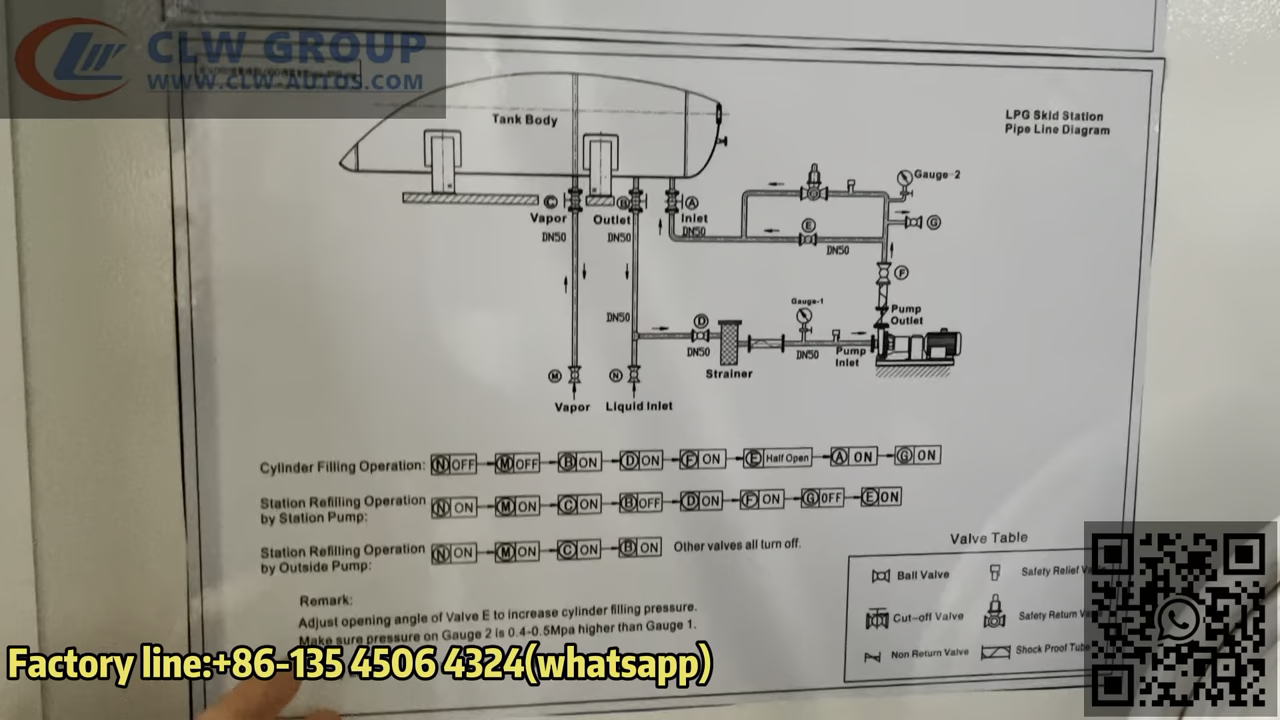 CLW GROUP
WWW.CLW-AUTOS.COM
LPG Skid Station
Pipe Line Diagram
Tank Body
Gauge-2
C
B
A
Vapor
Outlet
Inlet
DN50
DN50
DN50
E
G
DN50
F
Gauge-1
DN50
D
Pump
Outlet
DN50
DN50
Pump
Inlet
Strainer
M
N
Vapor
Liquid Inlet
Cylinder Filling Operation: N OFF M OFF B ON D ON F ON E Half Open A ON G ON
Station Refilling Operation
by Station Pump: N ON M ON C ON B OFF D ON F ON G OFF E ON
Station Refilling Operation
by Outside Pump: N ON M ON C ON B ON Other valves all turn off.
Remark:
Adjust opening angle of Valve E to increase cylinder filling pressure.
Make sure pressure on Gauge 2 is 0.4-0.5Mpa higher than Gauge 1.
Valve Table
Ball Valve
Safety Relief Va
Cut-off Valve
Safety Return Va
Non Return Valve
Shock Proof Tube
Factory line:+86-135 4506 4324(whatsapp)